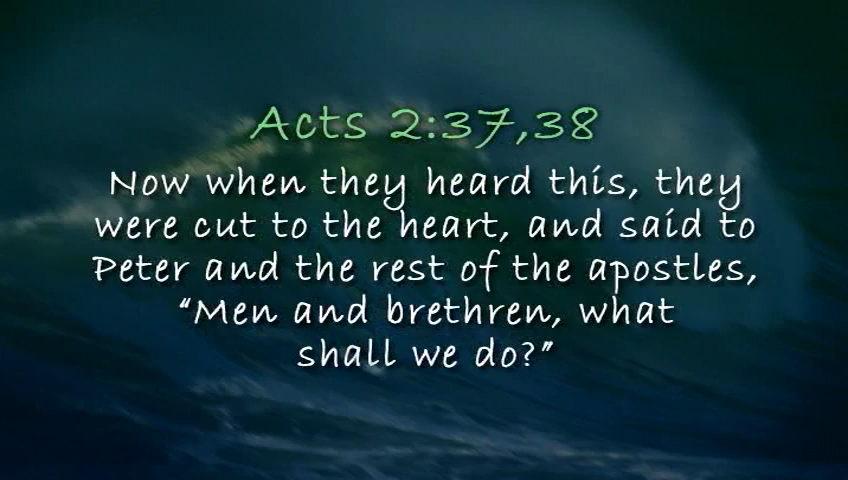 Acts 2:37,38
Now when they heard this, they
were cut to the heart, and said to
Peter and the rest of the apostles,
“Men and brethren, what
shall we do?”